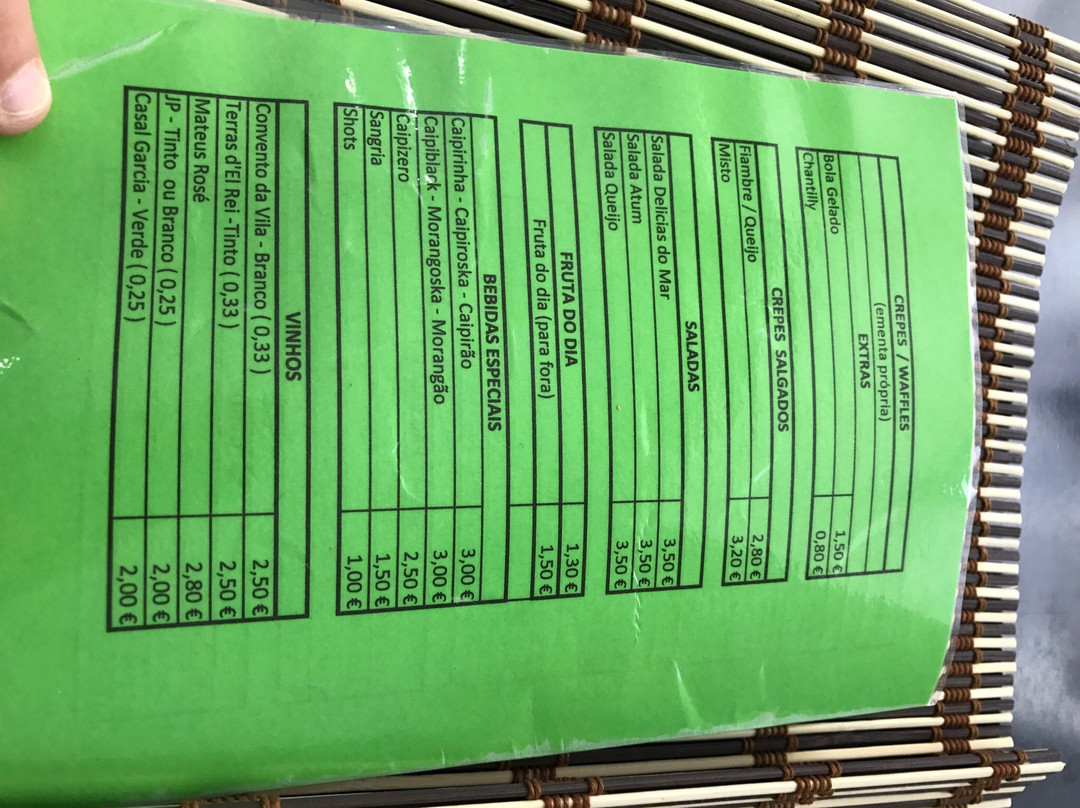 CREPES / WAFFLES
(ementa própria)
EXTRAS
Bola Gelado 1,50 €
Chantilly 0,80 €
CREPES SALGADOS
Fiambre / Queijo 2,80 €
Misto 3,20 €
SALADAS
Salada Delicias do Mar 3,50 €
Salada Atum 3,50 €
Salada Queijo 3,50 €
FRUTA DO DIA 1,30 €
Fruta do dia (para fora) 1,50 €
BEBIDAS ESPECIAIS
Caipirinha - Caipiroska - Caipirão 3,00 €
Caipiblack - Morangoska - Morangão 3,00 €
Caipizero 2,50 €
Sangria 1,50 €
Shots 1,00 €
VINHOS
Convento da Vila - Branco ( 0,33 ) 2,50 €
Terras d'El Rei -Tinto ( 0,33 ) 2,50 €
Mateus Rosé 2,80 €
JP - Tinto ou Branco ( 0,25 ) 2,00 €
Casal Garcia - Verde ( 0,25 ) 2,00 €